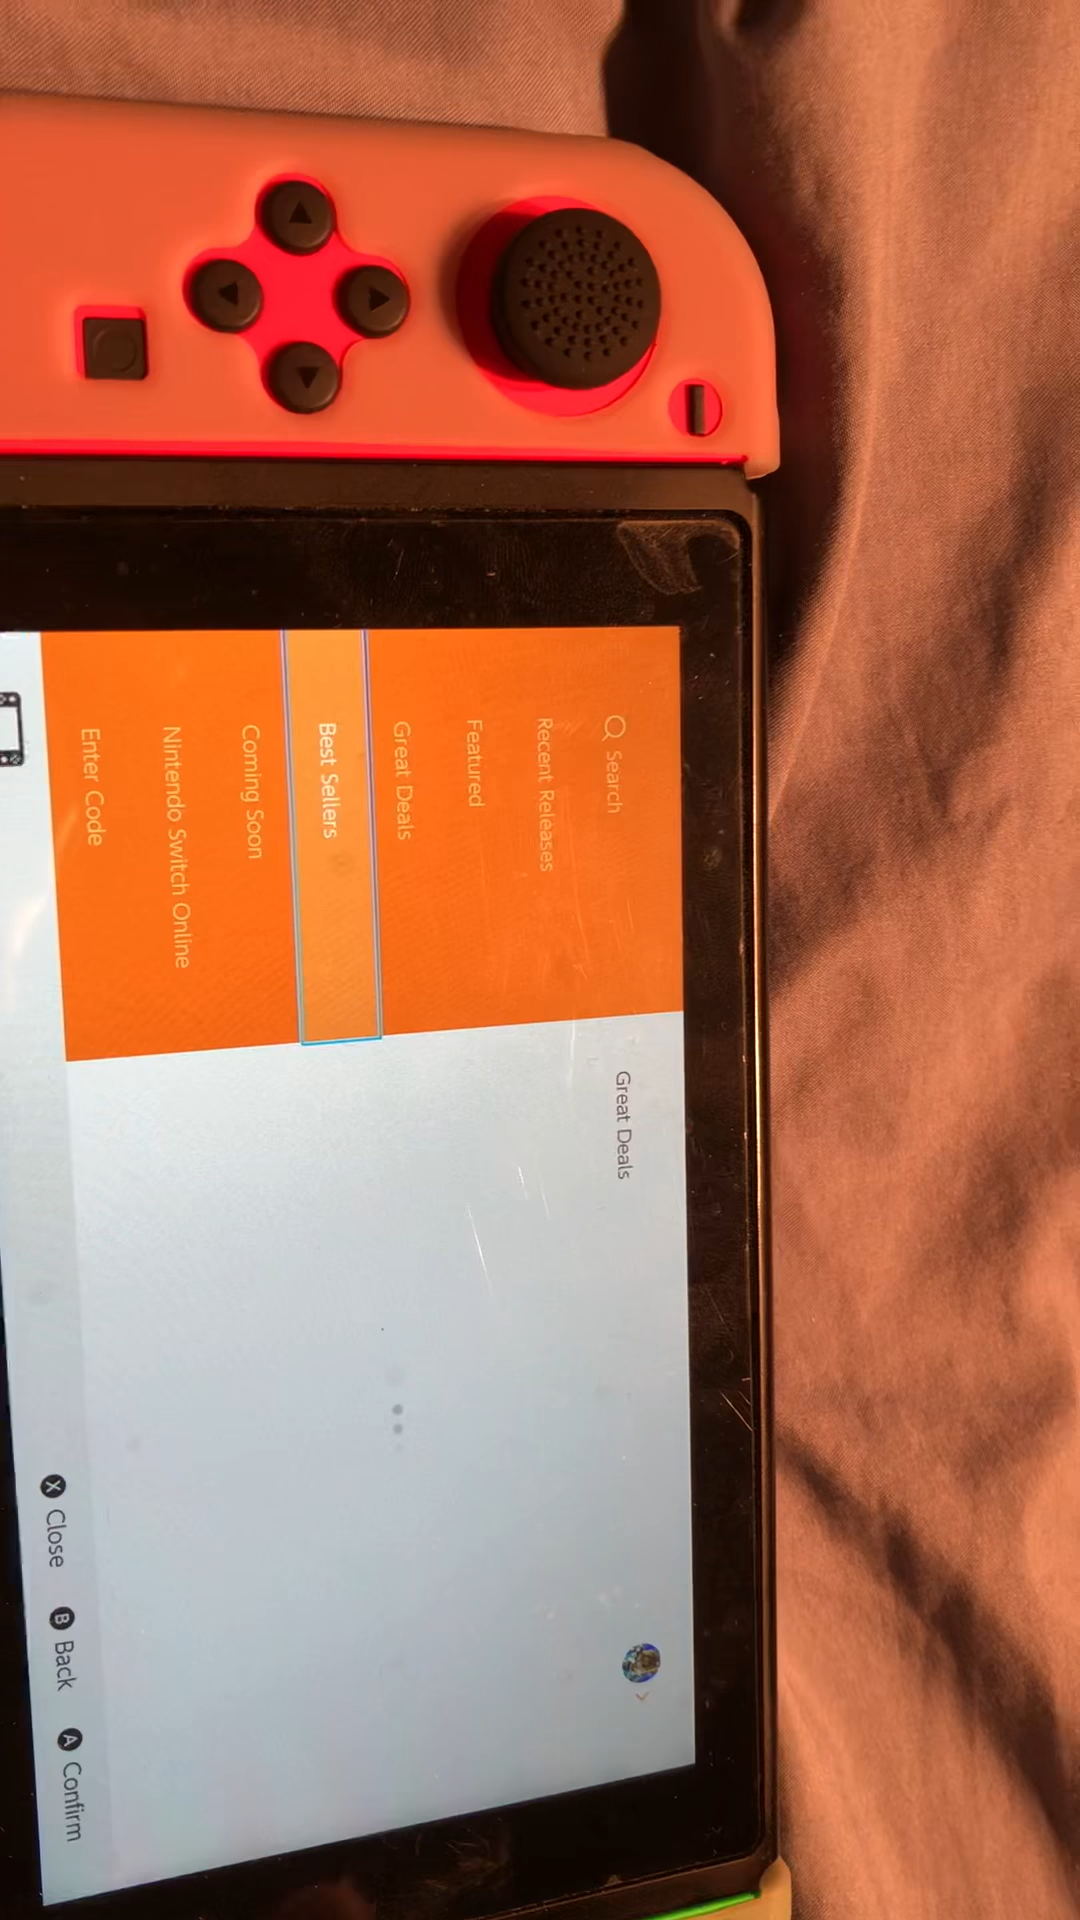 Search
Recent Releases
Featured
Great Deals
Best Sellers
Coming Soon
Nintendo Switch Online
Enter Code
Great Deals
X Close B Back A Confirm